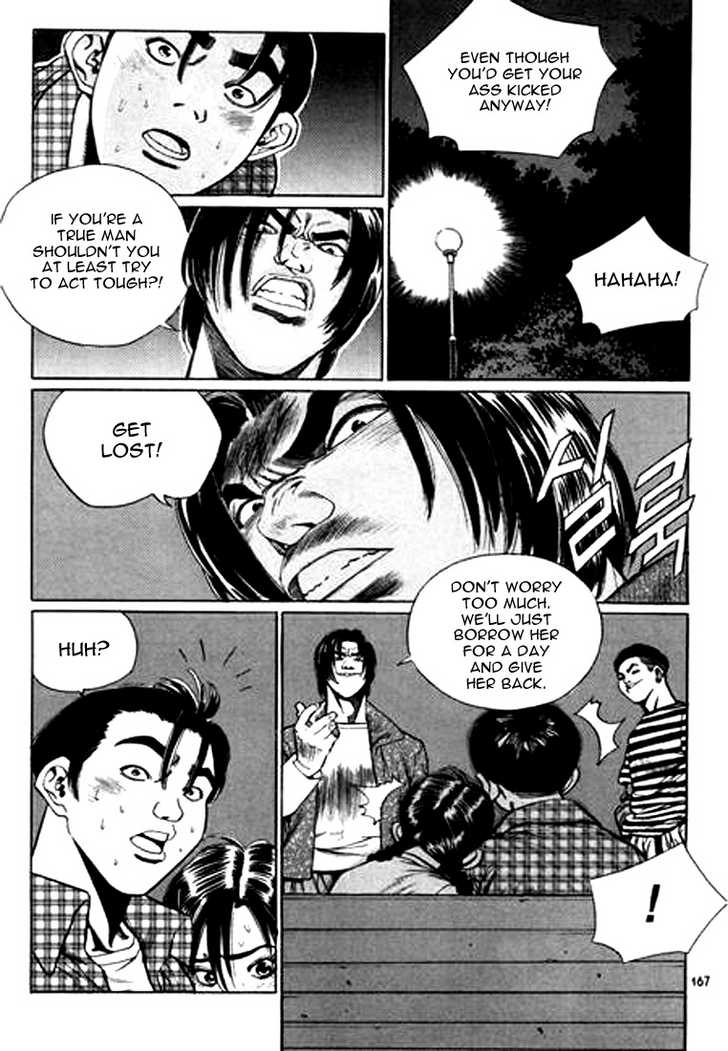 IF YOU'RE A
TRUE MAN
SHOULDN'T YOU
AT LEAST TRY
TO ACT TOUGH?!
EVEN THOUGH
YOU'D GET YOUR
ASS KICKED
ANYWAY!
HAHAHA!
GET
LOST!
HUH?
DON'T WORRY
TOO MUCH.
WE'LL JUST
BORROW HER
FOR A DAY
AND GIVE
HER BACK.
!
167